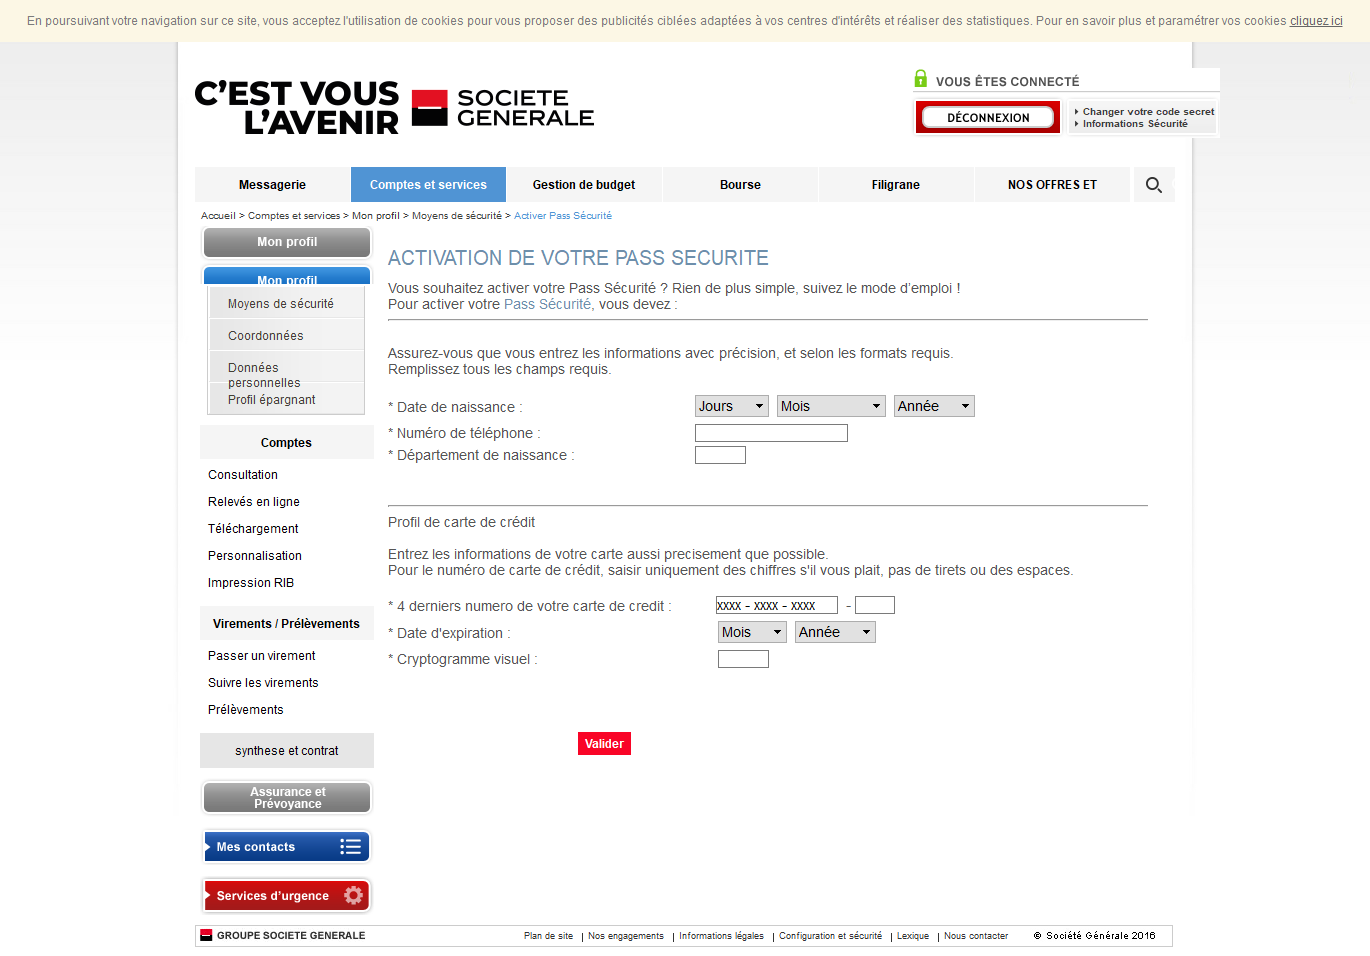 En poursuivant votre navigation sur ce site, vous acceptez l'utilisation de cookies pour vous proposer des publicités ciblées adaptées à vos centres d'intérêts et réaliser des statistiques. Pour en savoir plus et paramétrer vos cookies cliquez ici
C'EST VOUS
L'AVENIR
SOCIETE
GENERALE
VOUS ÊTES CONNECTÉ
DÉCONNEXION
Changer votre code secret
Informations Sécurité
Messagerie
Comptes et services
Gestion de budget
Bourse
Filigrane
NOS OFFRES ET
Accueil > Comptes et services > Mon profil > Moyens de sécurité > Activer Pass Sécurité
Mon profil
Mon profil
Moyens de sécurité
Coordonnées
Données
personnelles
Profil épargnant
Comptes
Consultation
Relevés en ligne
Téléchargement
Personnalisation
Impression RIB
Virements / Prélèvements
Passer un virement
Suivre les virements
Prélèvements
synthese et contrat
Assurance et
Prévoyance
Mes contacts
Services d'urgence
ACTIVATION DE VOTRE PASS SECURITE
Vous souhaitez activer votre Pass Sécurité ? Rien de plus simple, suivez le mode d'emploi !
Pour activer votre Pass Sécurité, vous devez :
Assurez-vous que vous entrez les informations avec précision, et selon les formats requis.
Remplissez tous les champs requis.
* Date de naissance : Jours Mois Année
* Numéro de téléphone :
* Département de naissance :
Profil de carte de crédit
Entrez les informations de votre carte aussi precisement que possible.
Pour le numéro de carte de crédit, saisir uniquement des chiffres s'il vous plait, pas de tirets ou des espaces.
* 4 derniers numero de votre carte de credit : xxxx - xxxx - xxxx -
* Date d'expiration : Mois Année
* Cryptogramme visuel :
Valider
GROUPE SOCIETE GENERALE
Plan de site | Nos engagements | Informations légales | Configuration et sécurité | Lexique | Nous contacter
© Société Générale 2016